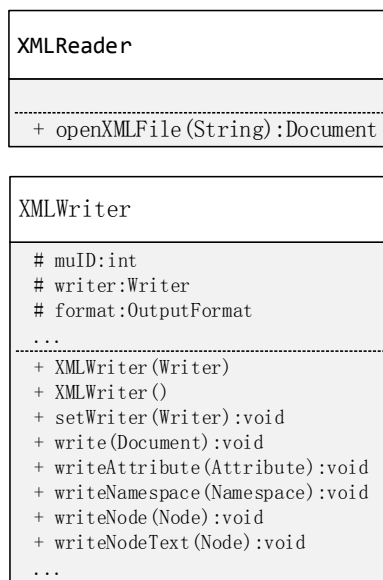 XMLReader
+ openXMLFile(String):Document
XMLWriter
# muID:int
# writer:Writer
# format:OutputFormat
...
+ XMLWriter(Writer)
+ XMLWriter()
+ setWriter(Writer):void
+ write(Document):void
+ writeAttribute(Attribute):void
+ writeNamespace(Namespace):void
+ writeNode(Node):void
+ writeNodeText(Node):void
...